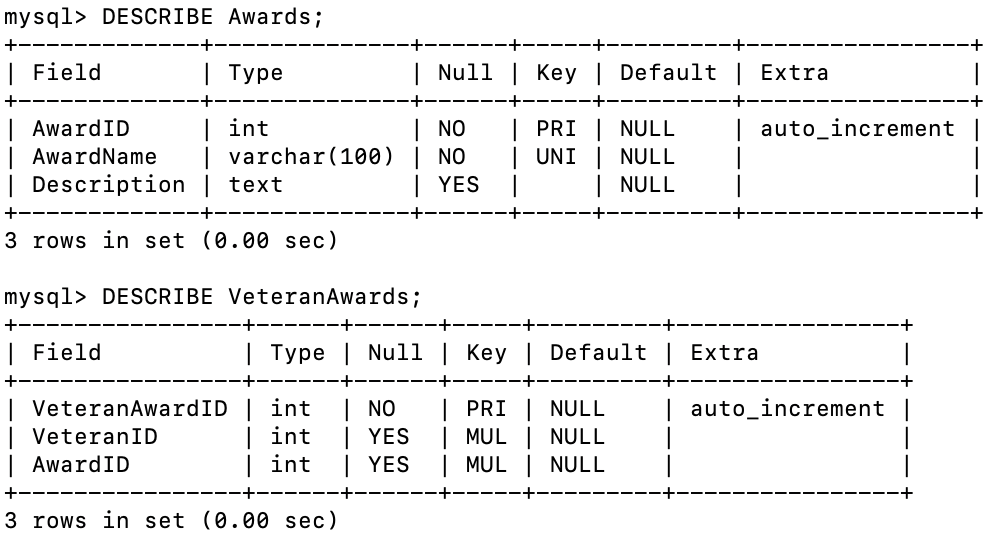 mysql> DESCRIBE Awards;
+-------------+--------------+------+-----+---------+----------------+
| Field       | Type         | Null | Key | Default | Extra          |
+-------------+--------------+------+-----+---------+----------------+
| AwardID     | int          | NO   | PRI | NULL    | auto_increment |
| AwardName   | varchar(100) | NO   | UNI | NULL    |                |
| Description | text         | YES  |     | NULL    |                |
+-------------+--------------+------+-----+---------+----------------+
3 rows in set (0.00 sec)

mysql> DESCRIBE VeteranAwards;
+----------------+------+------+-----+---------+----------------+
| Field          | Type | Null | Key | Default | Extra          |
+----------------+------+------+-----+---------+----------------+
| VeteranAwardID | int  | NO   | PRI | NULL    | auto_increment |
| VeteranID      | int  | YES  | MUL | NULL    |                |
| AwardID        | int  | YES  | MUL | NULL    |                |
+----------------+------+------+-----+---------+----------------+
3 rows in set (0.00 sec)